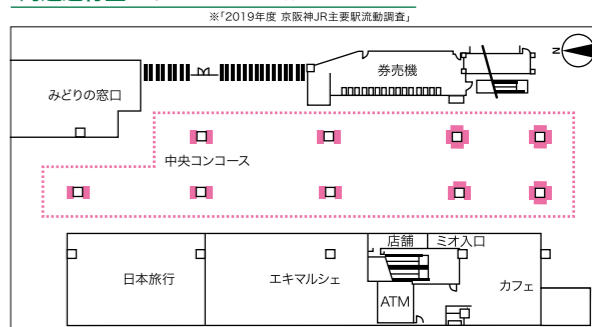 ※「2019年度 京阪神JR主要駅流動調査」
券売機
N
みどりの窓口
中央コンコース
店舗
ミオ入口
日本旅行
エキマルシェ
カフェ
ATM